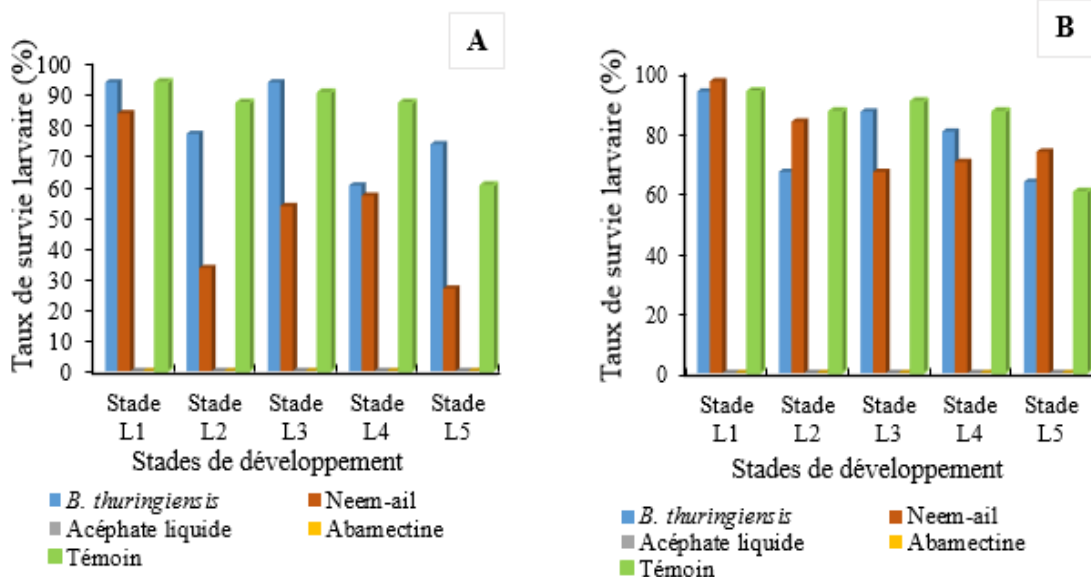 A
Taux de survie larvaire (%)
100
90
80
70
60
50
40
30
20
10
0
Stade L1
Stade L2
Stade L3
Stade L4
Stade L5
Stades de développement
B. thuringiensis
Neem-ail
Acéphate liquide
Abamectine
Témoin
B
Taux de survie larvaire (%)
100
80
60
40
20
0
Stade L1
Stade L2
Stade L3
Stade L4
Stade L5
Stades de développement
B. thuringiensis
Neem-ail
Acéphate liquide
Abamectine
Témoin